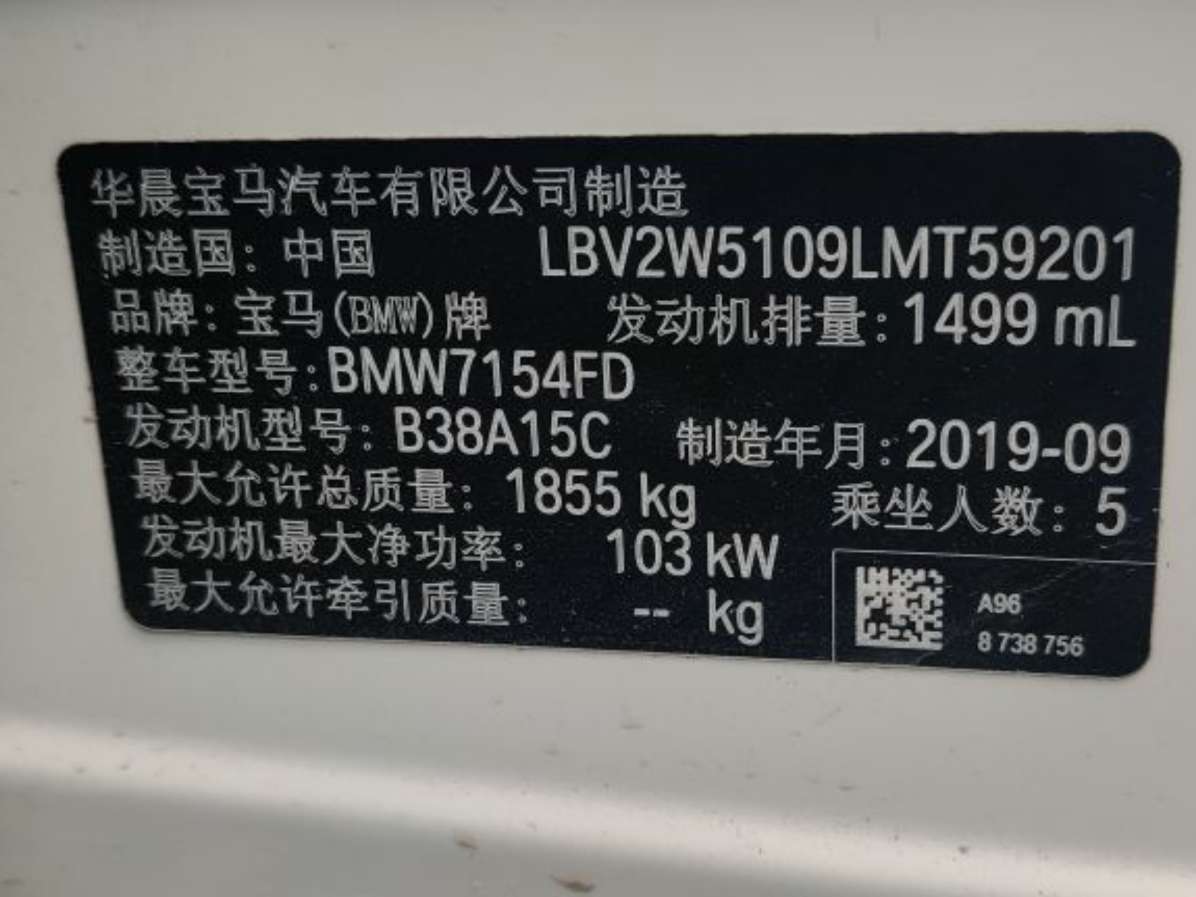 华晨宝马汽车有限公司制造
制造国：中国 LBV2W5109LMT59201
品牌：宝马(BMW)牌 发动机排量：1499 mL
整车型号：BMW7154FD
发动机型号：B38A15C 制造年月：2019-09
最大允许总质量：1855 kg 乘坐人数：5
发动机最大净功率：103 kW
最大允许牵引质量：-- kg
A96
8 738 756